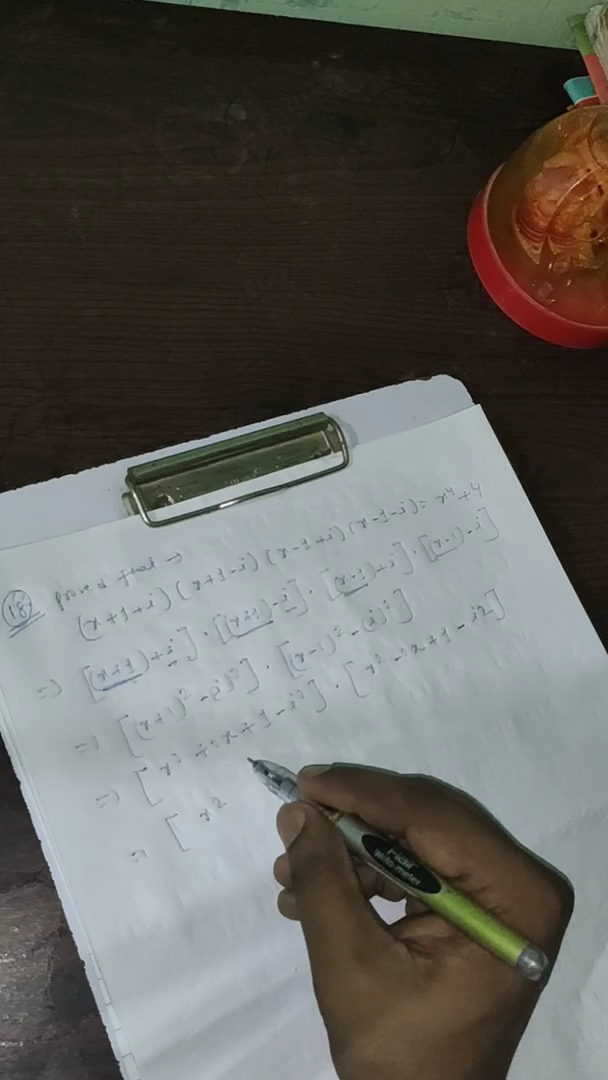 (18) prove that →
(x+1+i) (x+1-i) (x-1+i) (x-1-i) = x⁴+4
⇒ [(x+1)+i] · [(x+1)-i] · [(x-1)+i] · [(x-1)-i]
⇒ [(x+1)² - (i)²] · [(x-1)² - (i)²]
⇒ [x² + 2x + 1 - i²] · [x² - 2x + 1 - i²]
⇒ [ x²